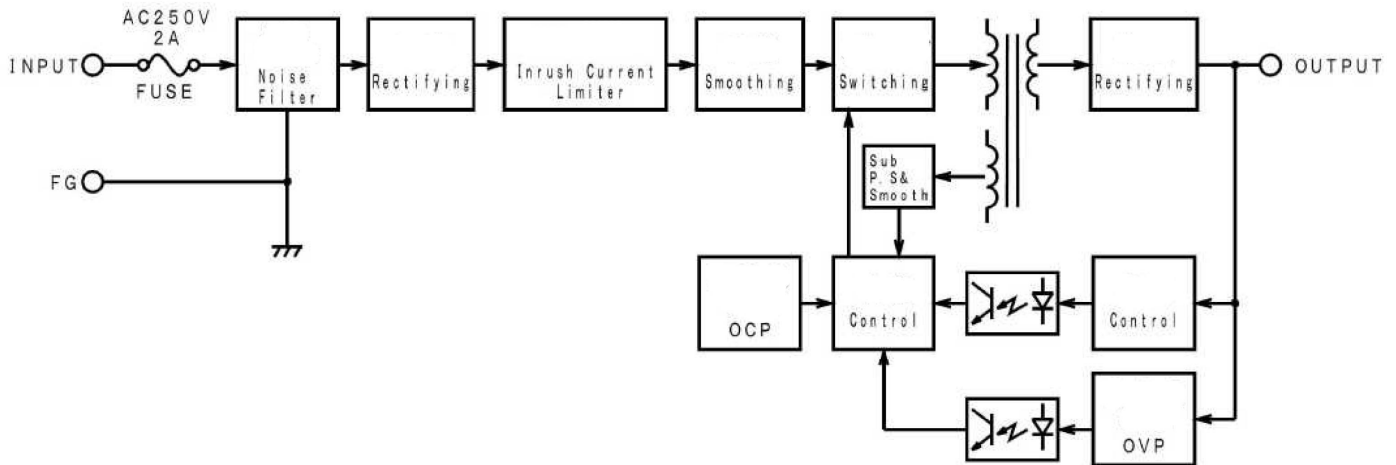 AC250V
2A
FUSE
INPUT
Noise
Filter
Rectifying
Inrush Current
Limiter
Smoothing
Switching
Rectifying
OUTPUT
FG
Sub
P.S&
Smooth
OCP
Control
Control
OVP